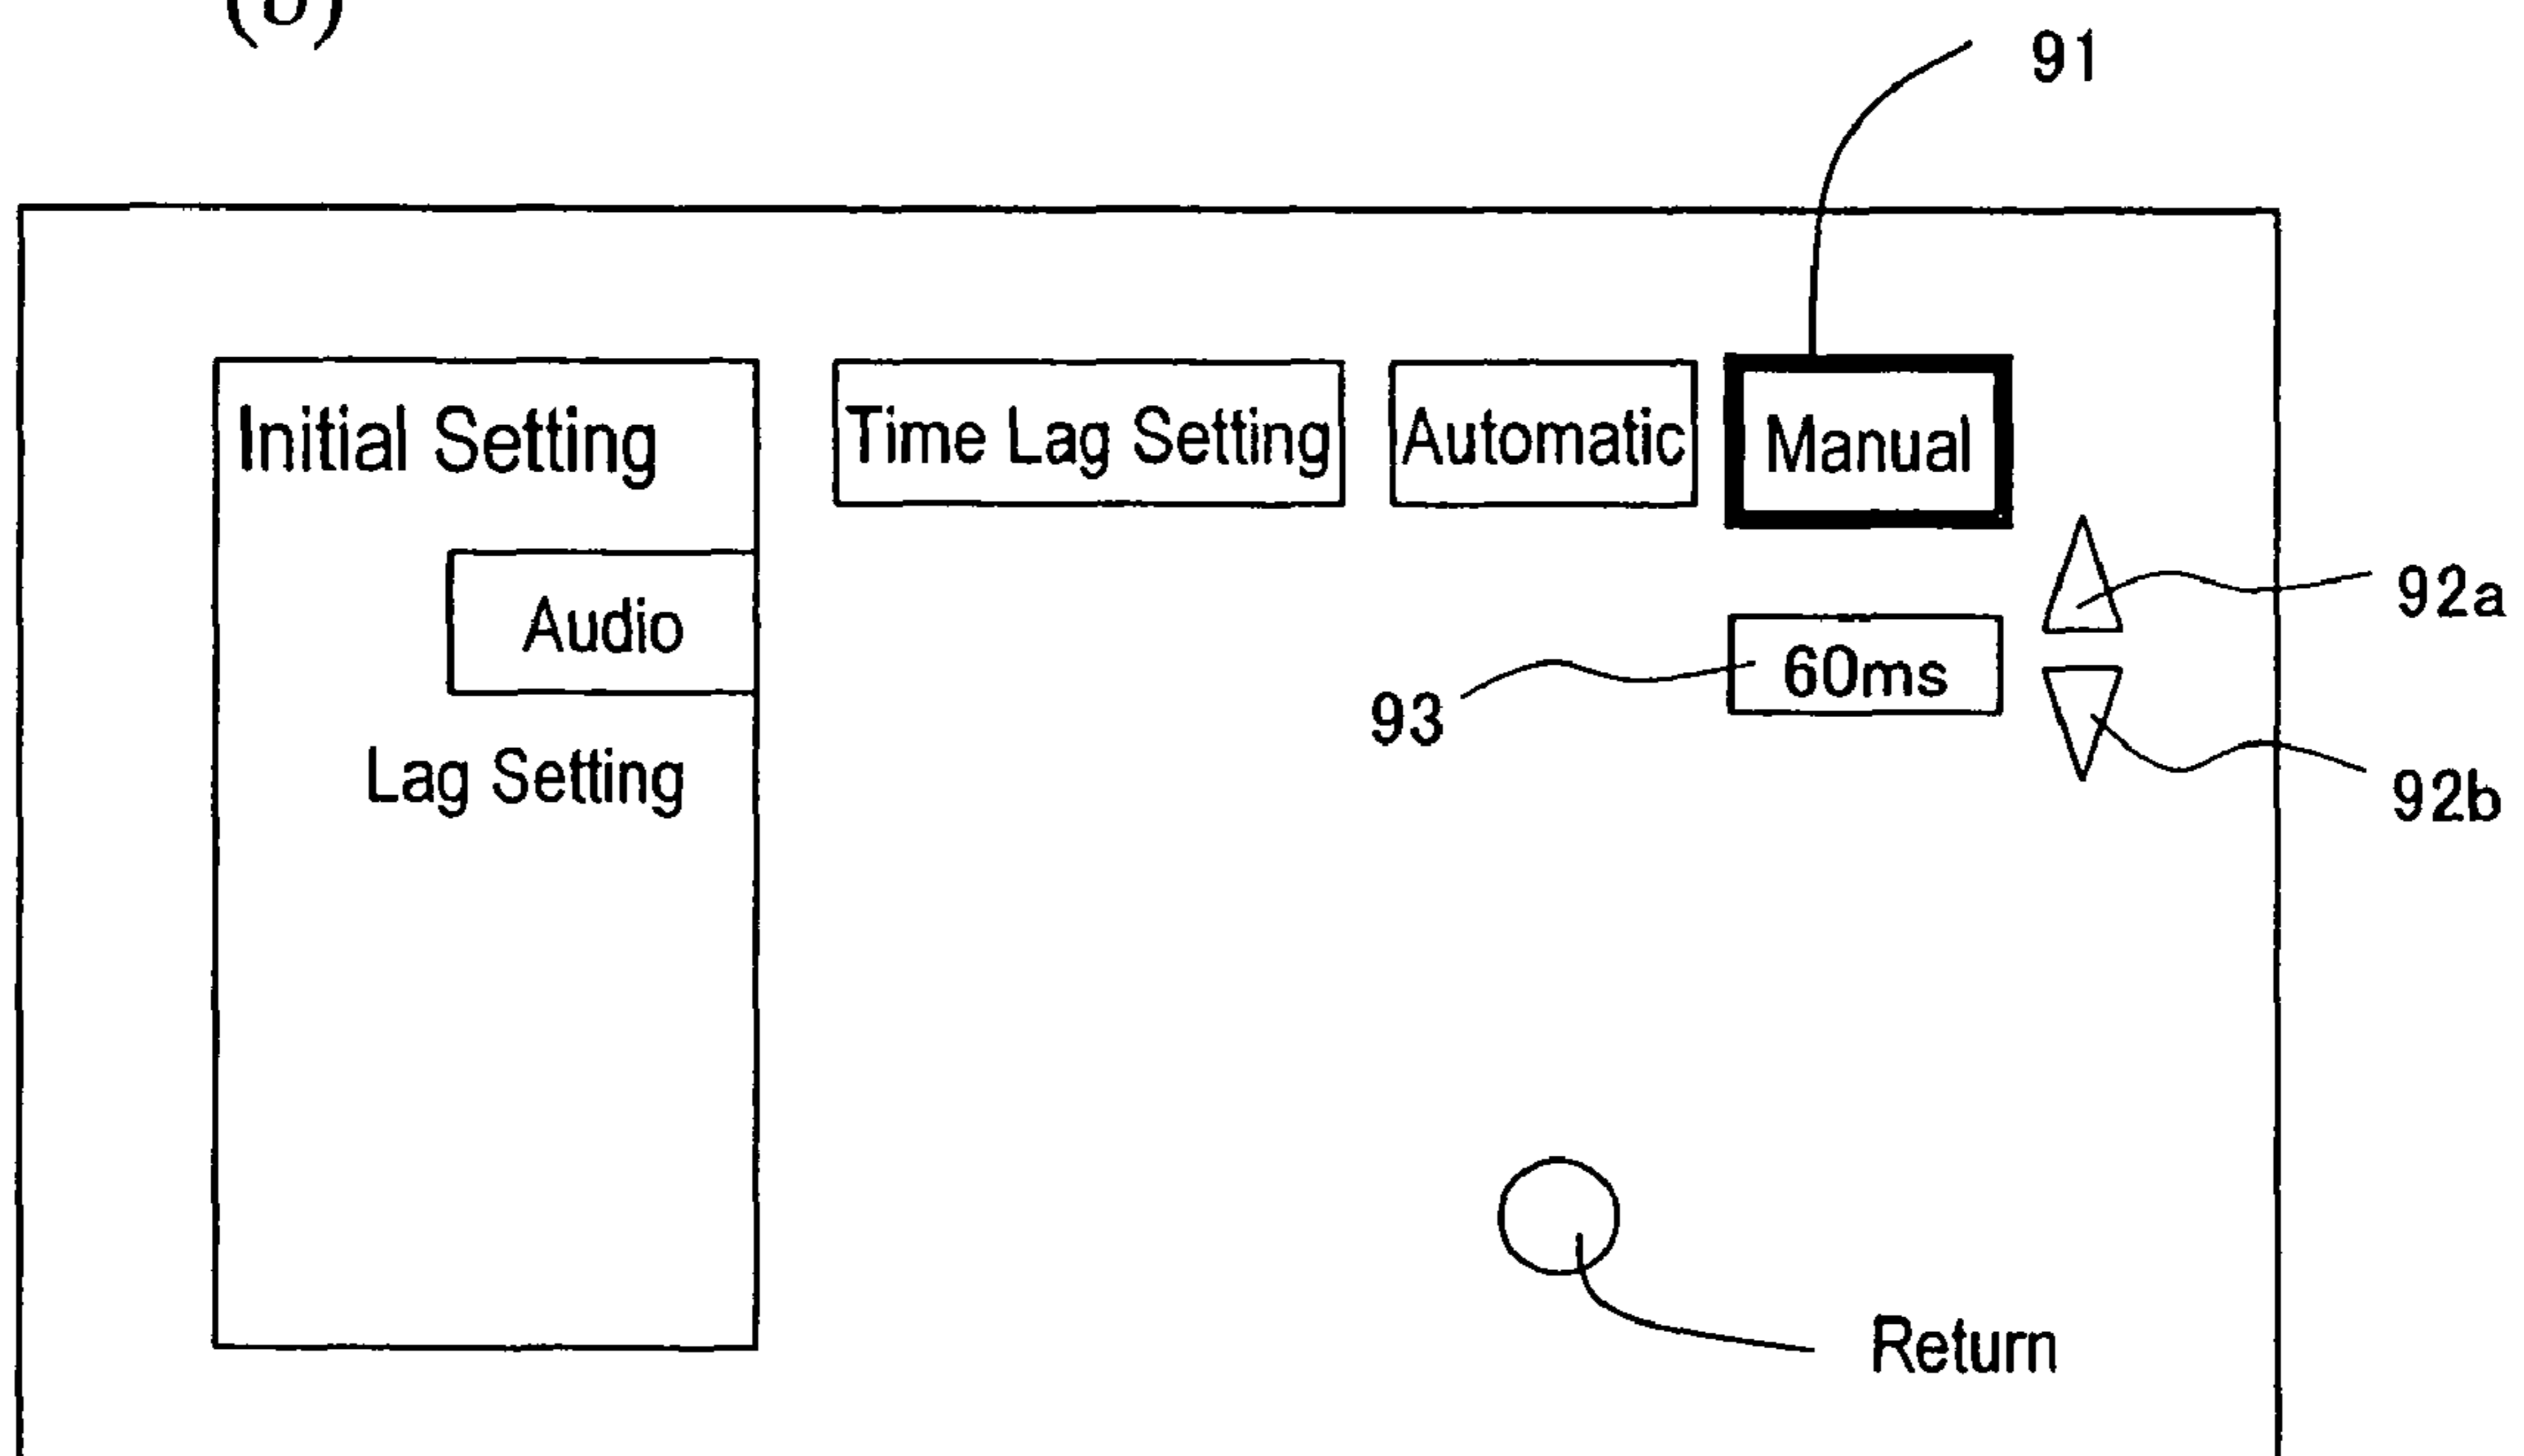 (b)
91
Initial Setting
Time Lag Setting
Automatic
Manual
Audio
92a
60ms
93
Lag Setting
92b
Return